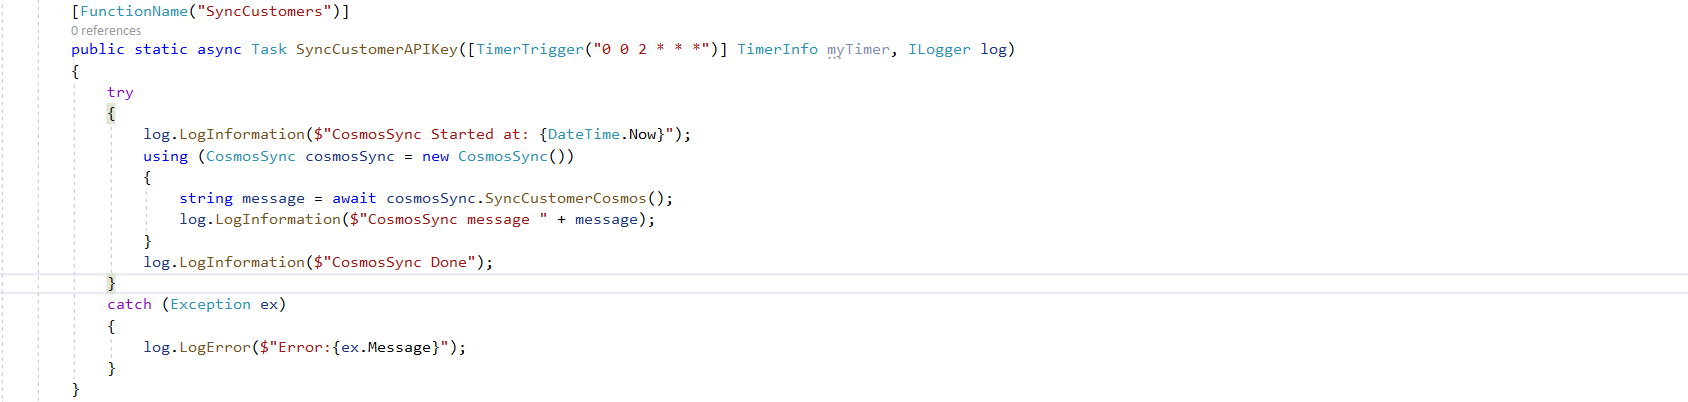 [FunctionName("SyncCustomers")]
0 references
public static async Task SyncCustomerAPIKey([TimerTrigger("0 0 2 * * *")] TimerInfo myTimer, ILogger log)
{
try
{
log.LogInformation($"CosmosSync Started at: {DateTime.Now}");
using (CosmosSync cosmosSync = new CosmosSync())
{
string message = await cosmosSync.SyncCustomerCosmos();
log.LogInformation($"CosmosSync message " + message);
}
log.LogInformation($"CosmosSync Done");
}
catch (Exception ex)
{
log.LogError($"Error:{ex.Message}");
}
}